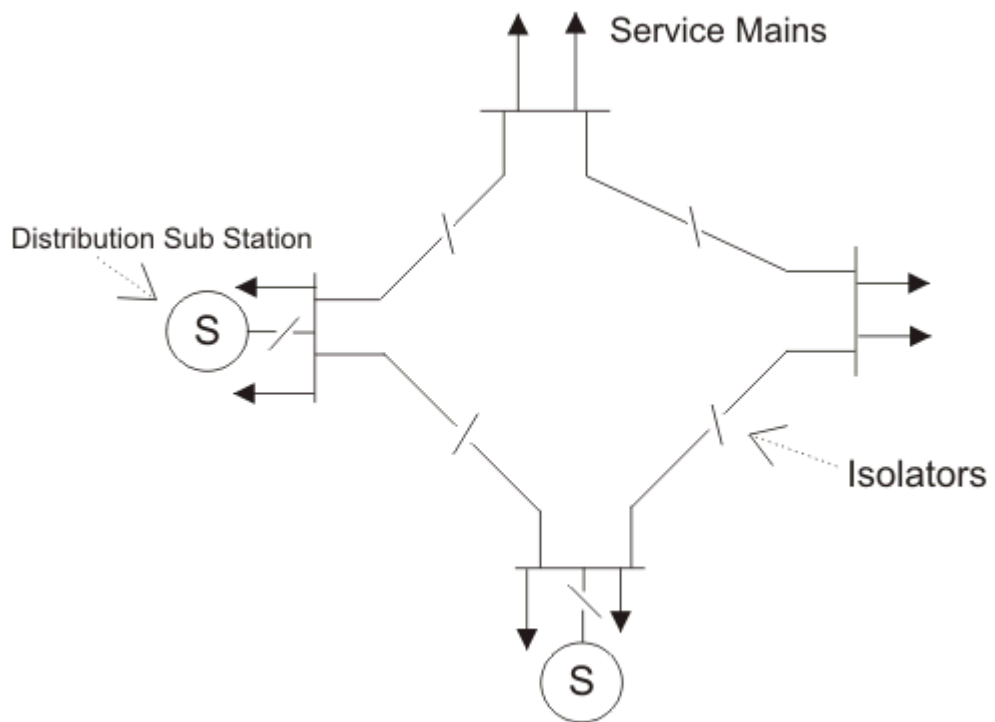 Service Mains
Distribution Sub Station
S
Isolators
S